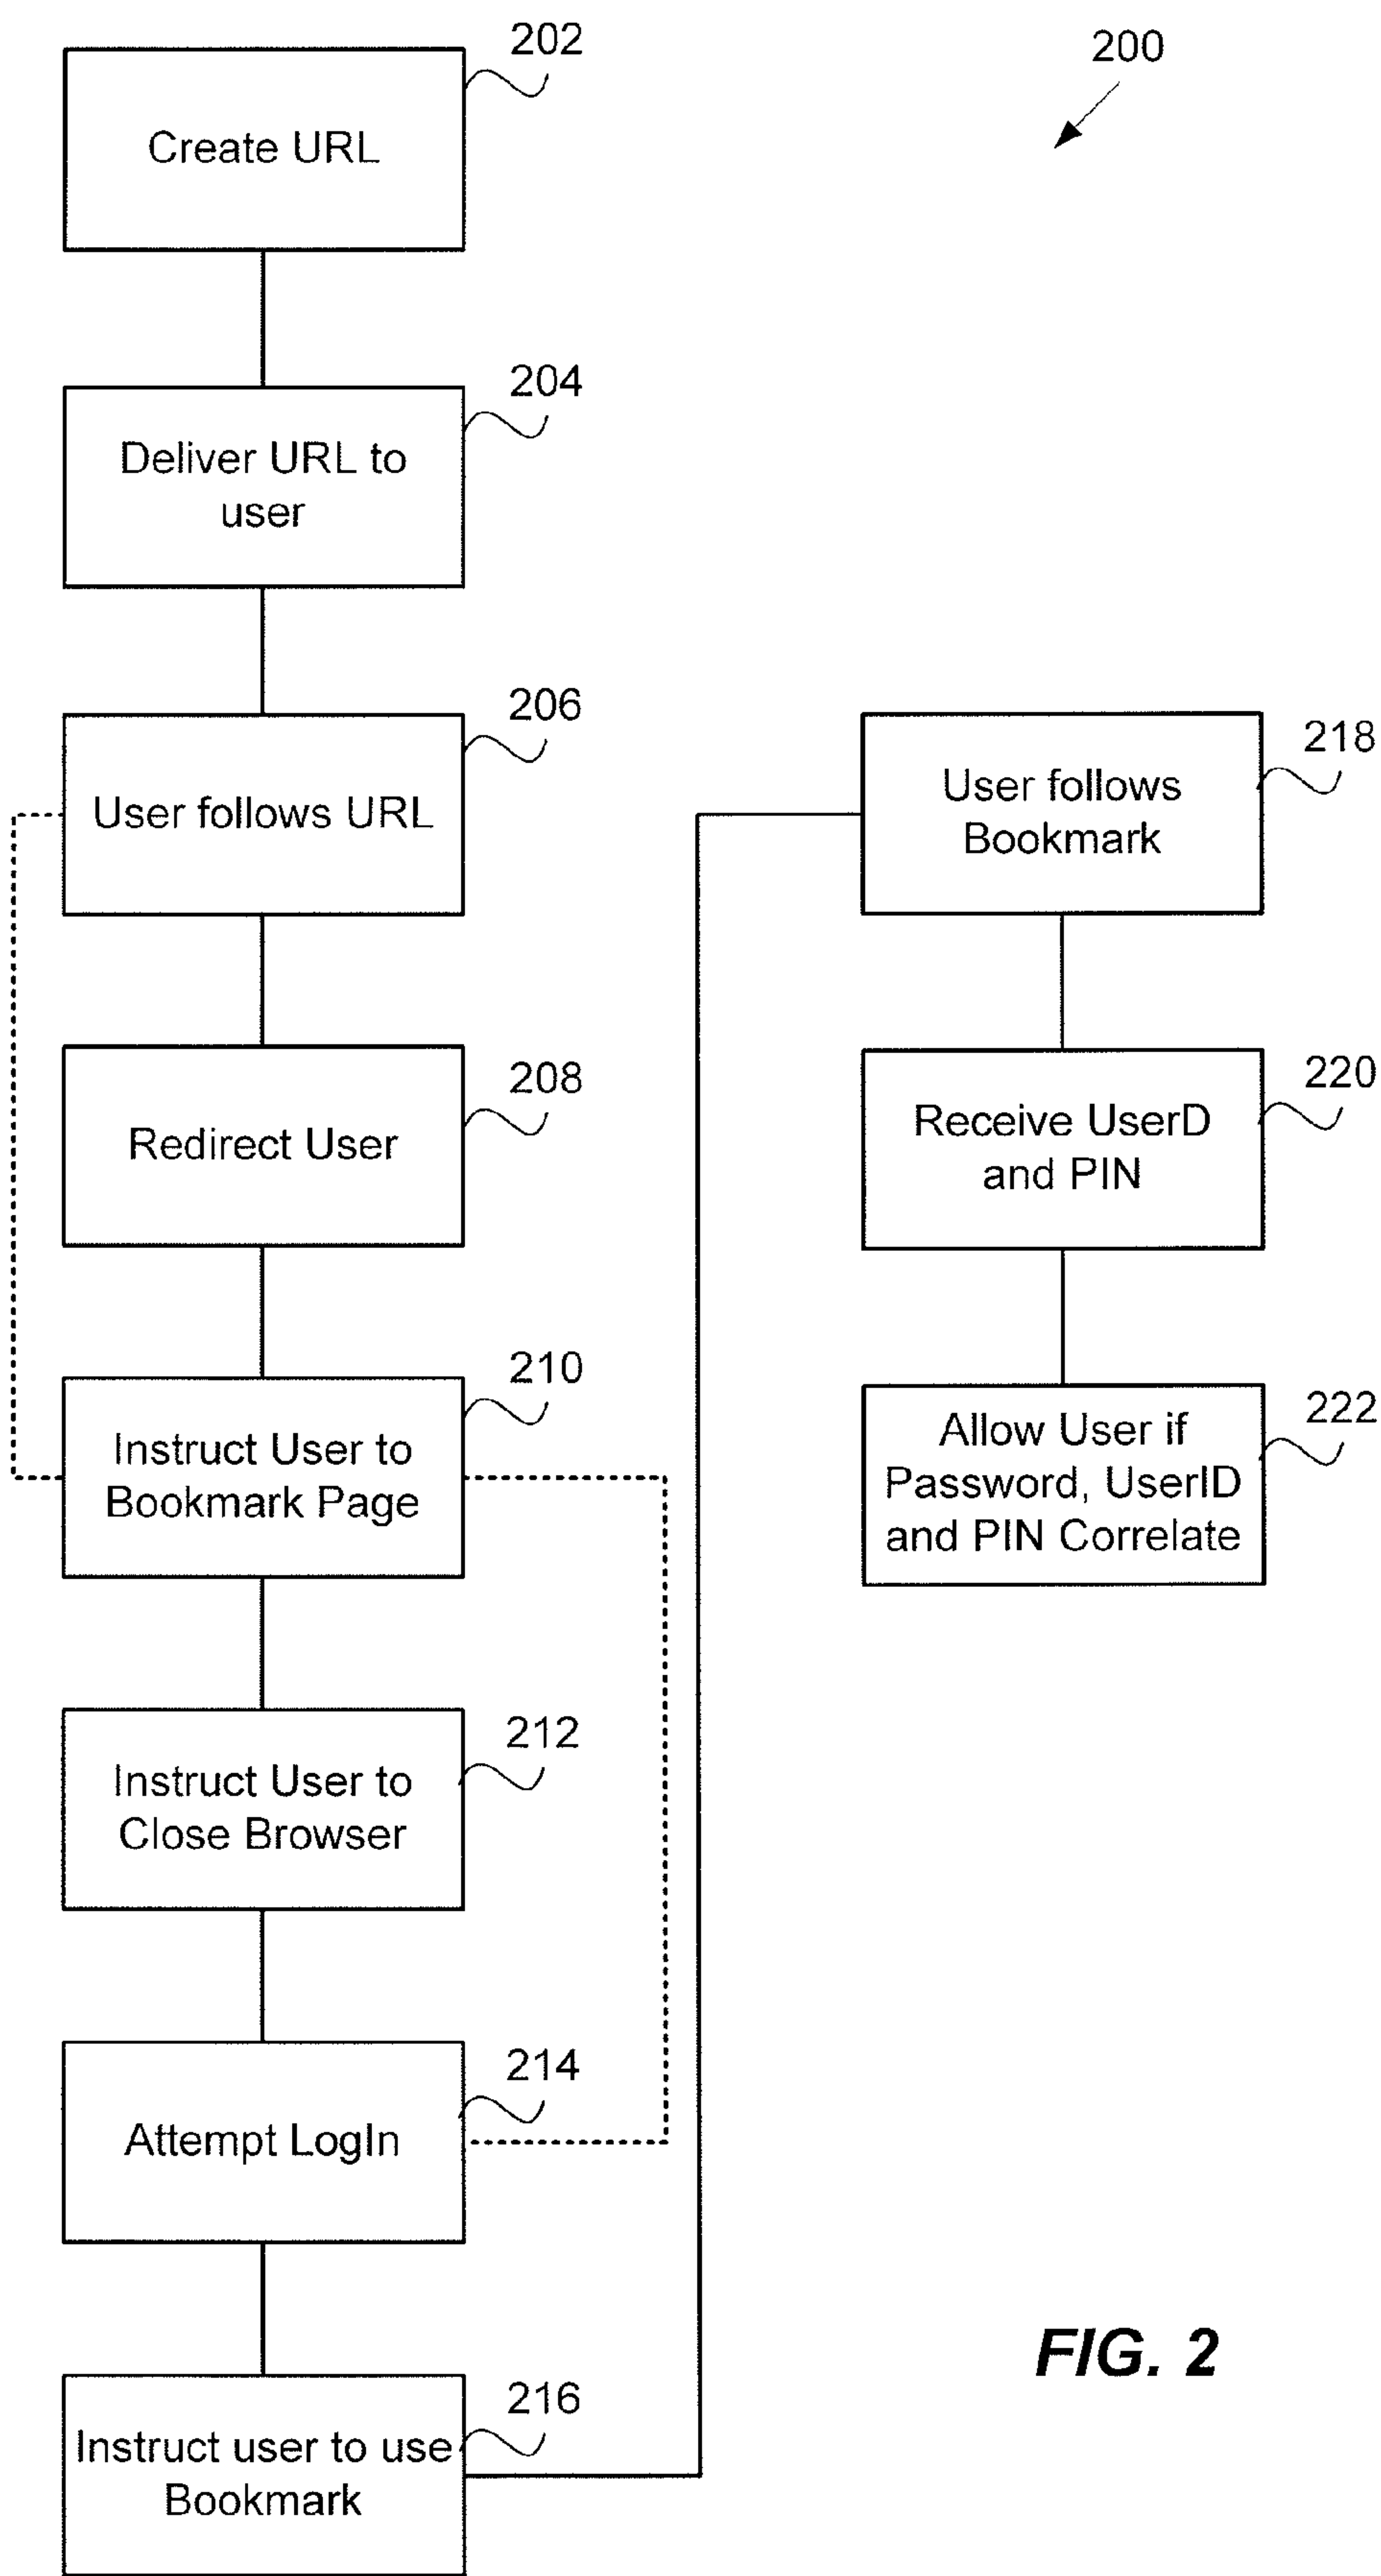 202
200
Create URL
204
Deliver URL to
user
206
User follows URL
208
Redirect User
210
Instruct User to
Bookmark Page
212
Instruct User to
Close Browser
214
Attempt LogIn
216
Instruct user to use
Bookmark
218
User follows
Bookmark
220
Receive UserD
and PIN
222
Allow User if
Password, UserID
and PIN Correlate
FIG. 2